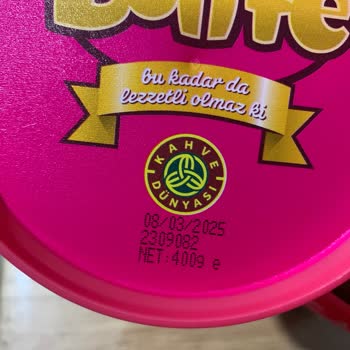 bu kadar da
lezzetli olmaz ki
KAHVE
DÜNYASI
08/03/2025
2309082
NET:400g e